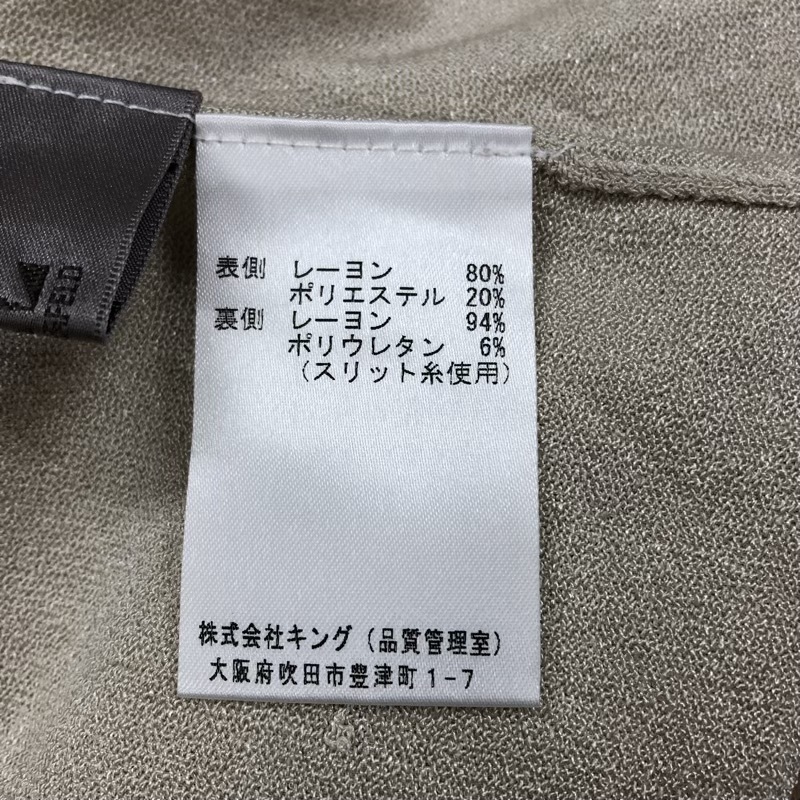 表側 レーヨン 80%
ポリエステル 20%
裏側 レーヨン 94%
ポリウレタン 6%
(スリット糸使用)
株式会社キング(品質管理室)
大阪府吹田市豊津町1-7